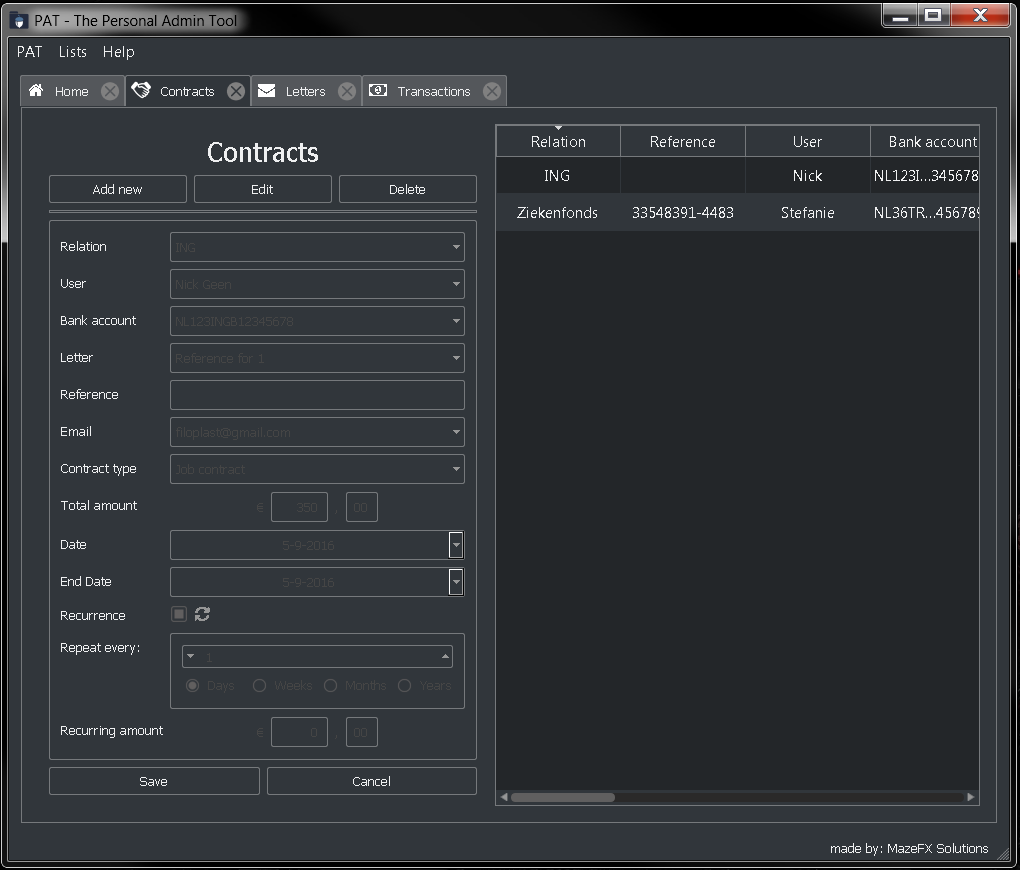 PAT - The Personal Admin Tool
PAT Lists Help
Home Contracts Letters Transactions
Contracts
Add new Edit Delete
Relation ING
User Nick Geen
Bank account NL123INGB12345678
Letter Reference for 1
Reference
Email filoplast@gmail.com
Contract type Job contract
Total amount € 350 , 00
Date 5-9-2016
End Date 5-9-2016
Recurrence
Repeat every: 1
Days Weeks Months Years
Recurring amount € 0 , 00
Save Cancel
Relation Reference User Bank account
ING Nick NL123I...345678
Ziekenfonds 33548391-4483 Stefanie NL36TR...456789
made by: MazeFX Solutions